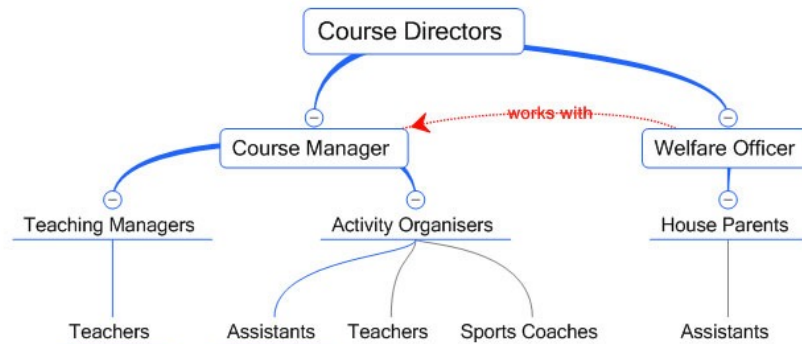 Course Directors
works with
Course Manager
Welfare Officer
Teaching Managers
Activity Organisers
House Parents
Teachers
Assistants
Teachers
Sports Coaches
Assistants